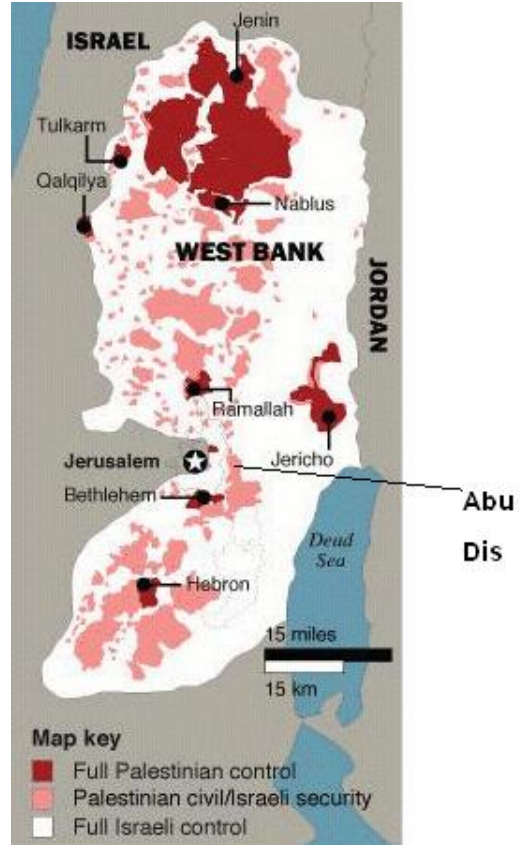 Jenin
ISRAEL
Tulkarm
Qalqilya
Nablus
WEST BANK
JORDAN
Ramallah
Jerusalem
Jericho
Bethlehem
Abu
Dis
Dead
Sea
Hebron
15 miles
15 km
Map key
Full Palestinian control
Palestinian civil/Israeli security
Full Israeli control